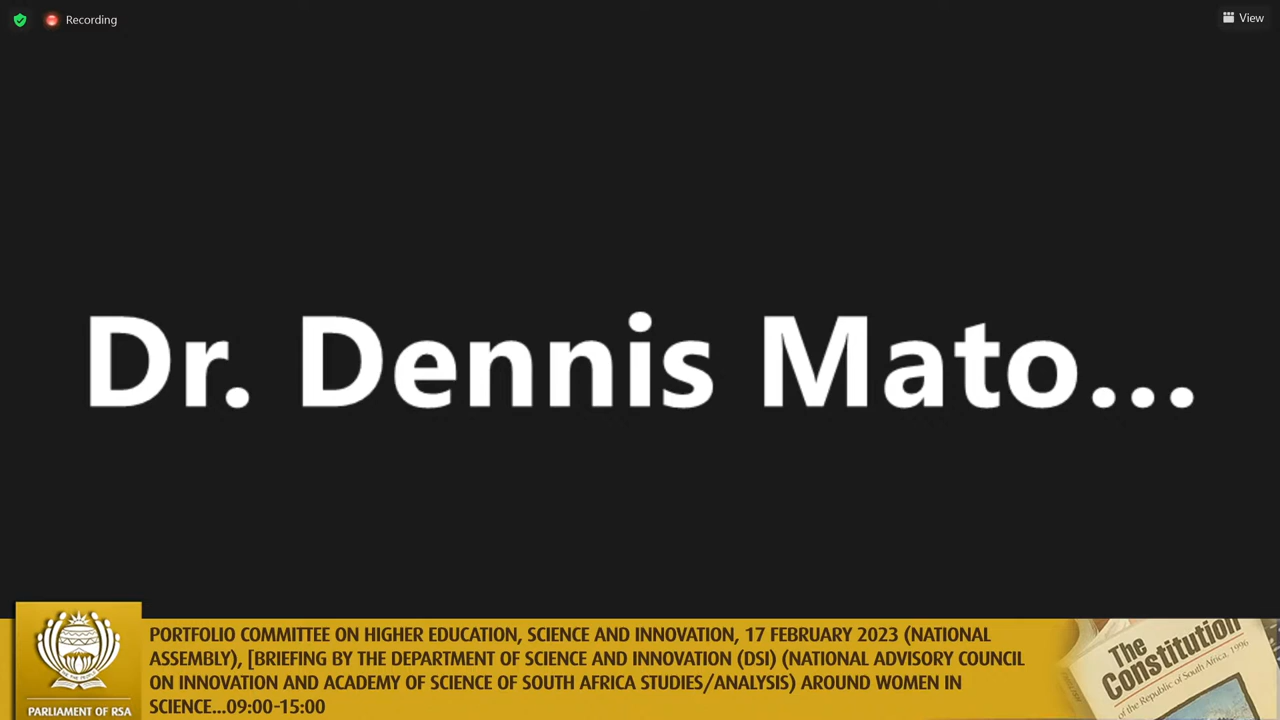 Recording
View
Dr. Dennis Mato...
PORTFOLIO COMMITTEE ON HIGHER EDUCATION, SCIENCE AND INNOVATION, 17 FEBRUARY 2023 (NATIONAL
ASSEMBLY), [BRIEFING BY THE DEPARTMENT OF SCIENCE AND INNOVATION (DSI) (NATIONAL ADVISORY COUNCIL
ON INNOVATION AND ACADEMY OF SCIENCE OF SOUTH AFRICA STUDIES/ANALYSIS) AROUND WOMEN IN
SCIENCE...09:00-15:00
PARLIAMENT OF RSA
The
Constitution
of the Republic of South Africa, 1996